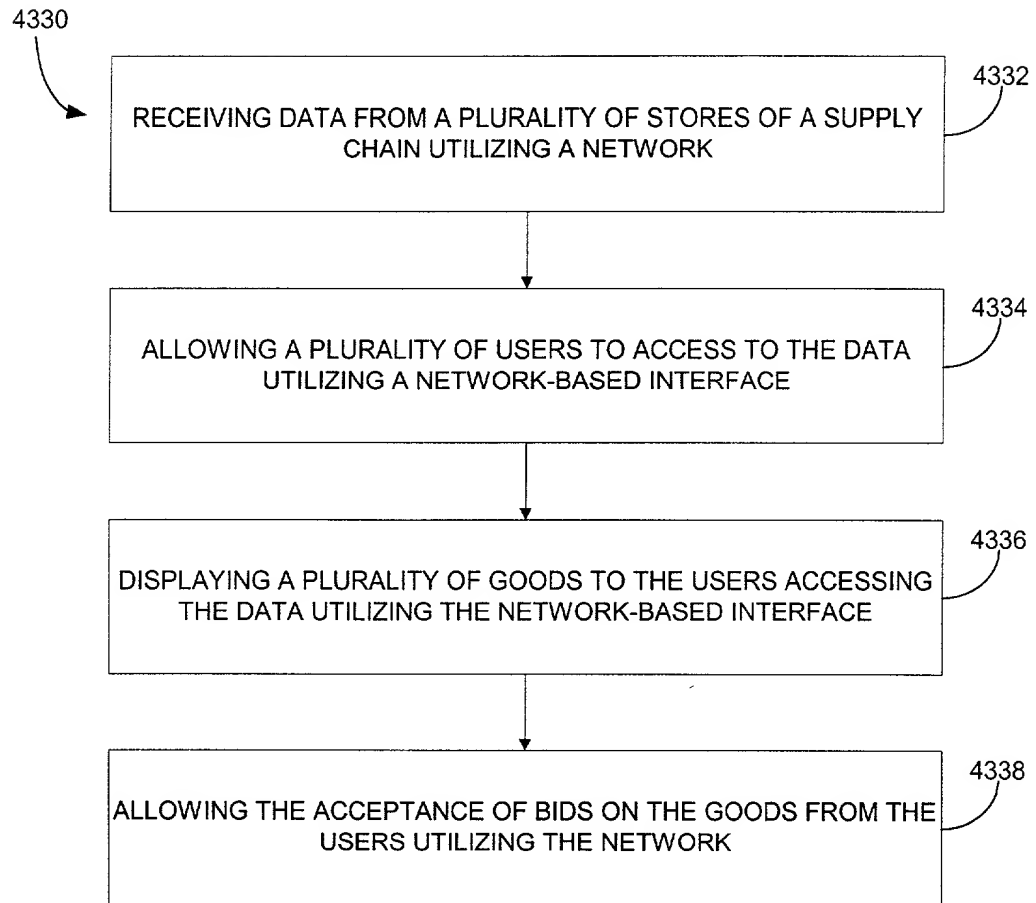 4330
4332
RECEIVING DATA FROM A PLURALITY OF STORES OF A SUPPLY
CHAIN UTILIZING A NETWORK
4334
ALLOWING A PLURALITY OF USERS TO ACCESS TO THE DATA
UTILIZING A NETWORK-BASED INTERFACE
4336
DISPLAYING A PLURALITY OF GOODS TO THE USERS ACCESSING
THE DATA UTILIZING THE NETWORK-BASED INTERFACE
4338
ALLOWING THE ACCEPTANCE OF BIDS ON THE GOODS FROM THE
USERS UTILIZING THE NETWORK